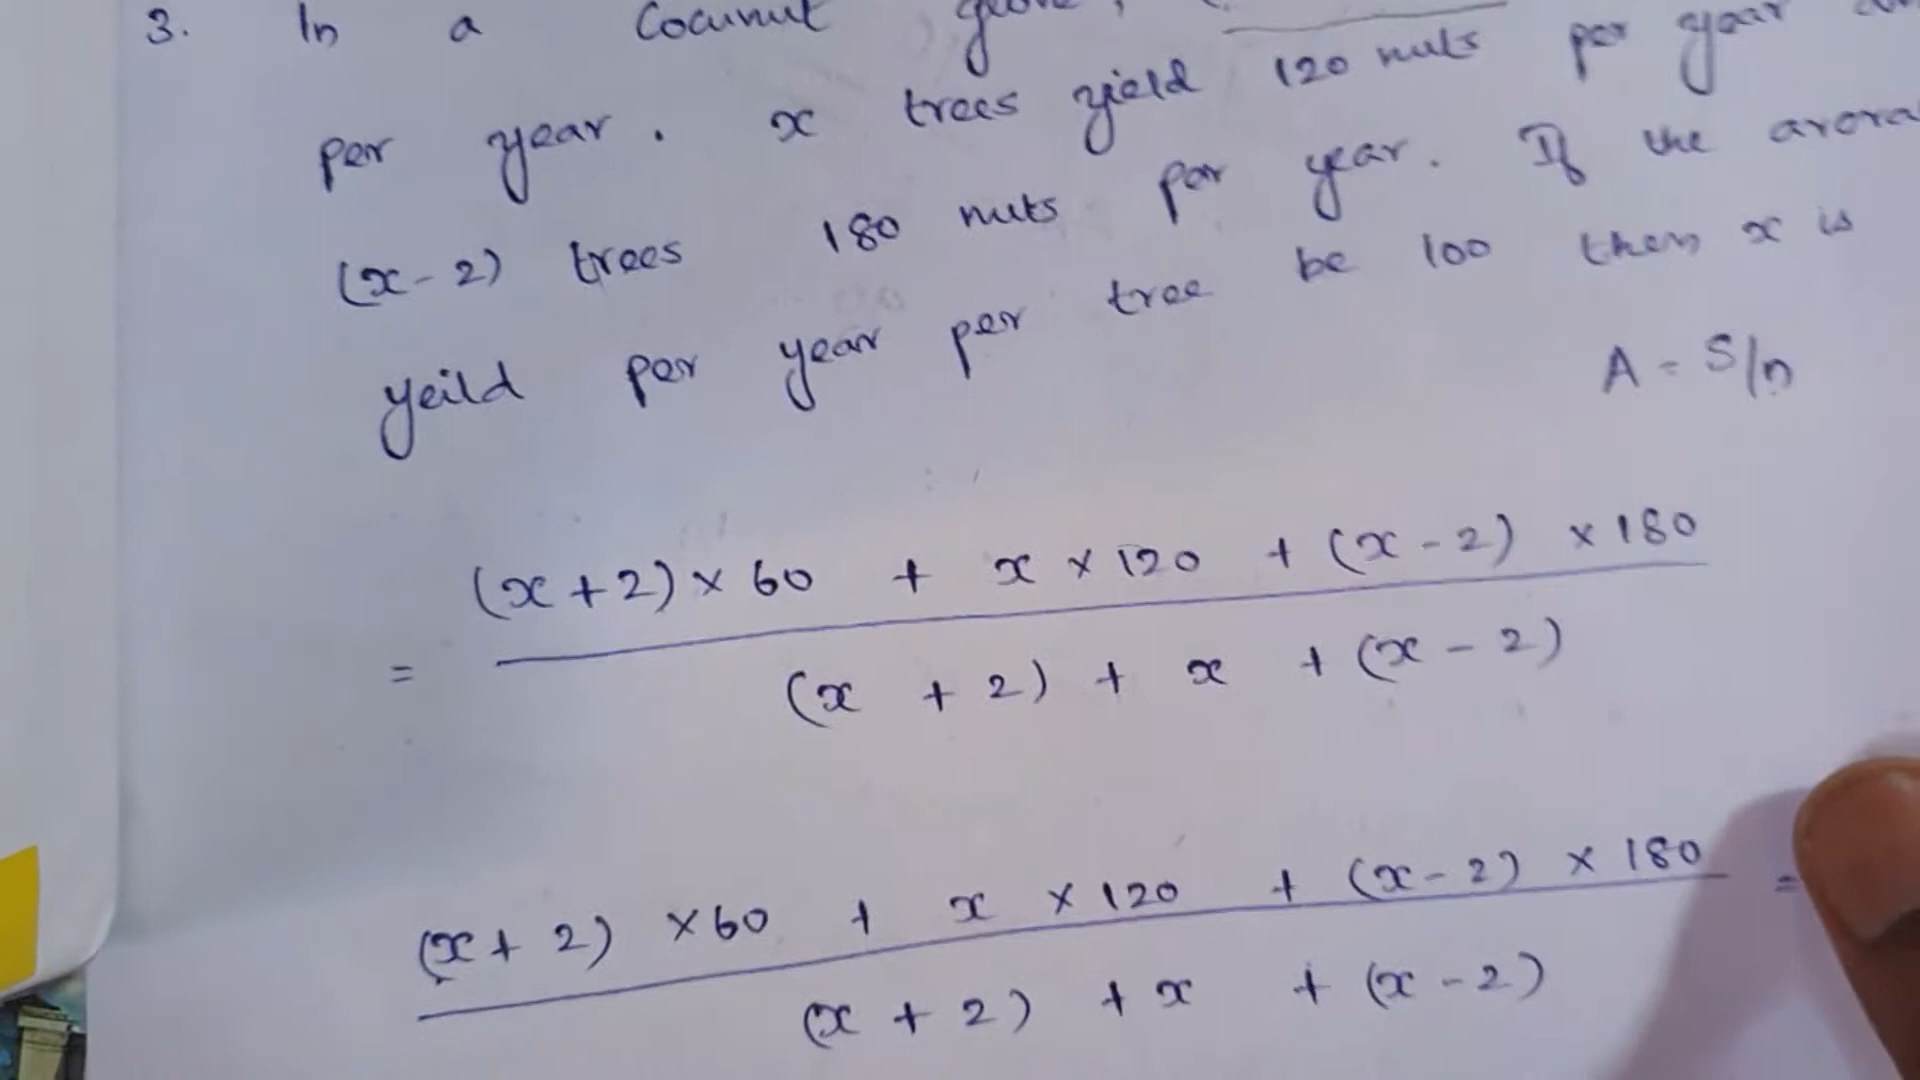 3. In a Cocunut
per year. x trees yield 120 nuts per year
(x-2) trees 180 nuts per year. If the
yeild per year per tree be 100 then x is
A = S/n
= (x+2) × 60 + x × 120 + (x-2) × 180
(x + 2) + x + (x - 2)
(x + 2) × 60 + x × 120 + (x-2) × 180 =
(x + 2) + x + (x - 2)